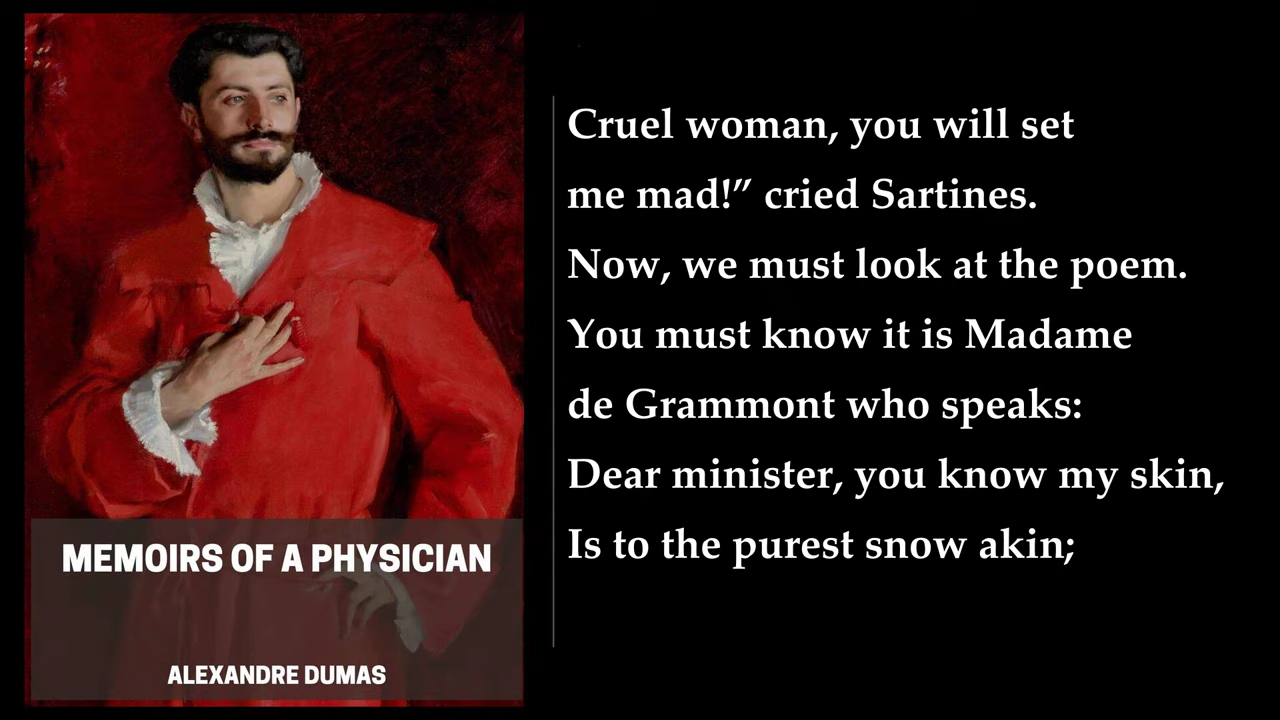 MEMOIRS OF A PHYSICIAN
ALEXANDRE DUMAS
Cruel woman, you will set
me mad!” cried Sartines.
Now, we must look at the poem.
You must know it is Madame
de Grammont who speaks:
Dear minister, you know my skin,
Is to the purest snow akin;